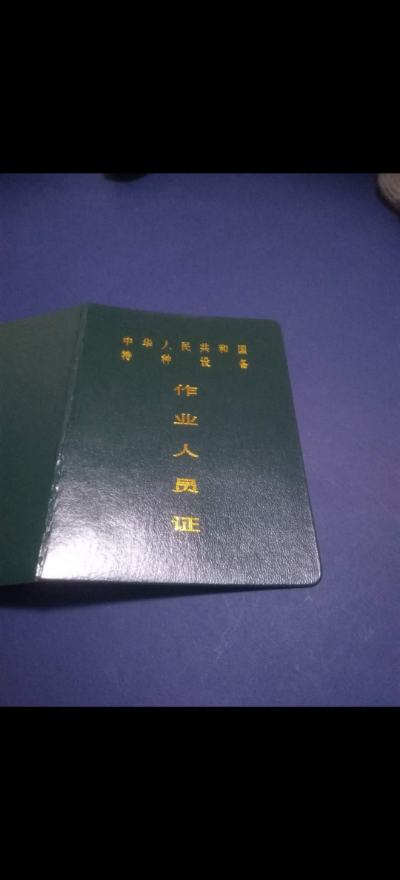 中华人民共和国
特种设备
作
业
人
员
证